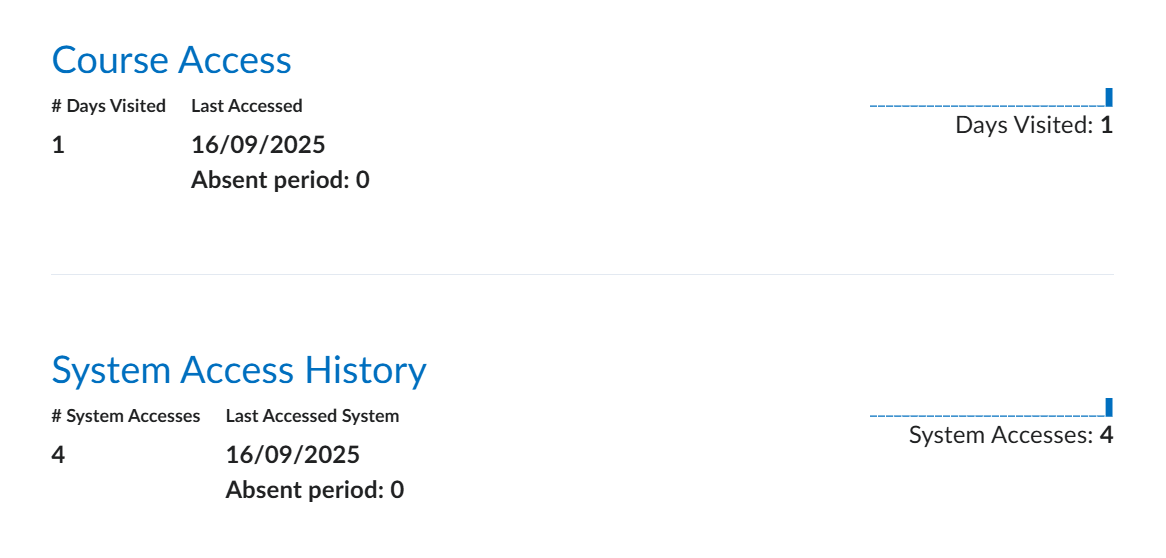 Course Access
# Days Visited Last Accessed
1 16/09/2025
Absent period: 0
Days Visited: 1
System Access History
# System Accesses Last Accessed System
4 16/09/2025
Absent period: 0
System Accesses: 4